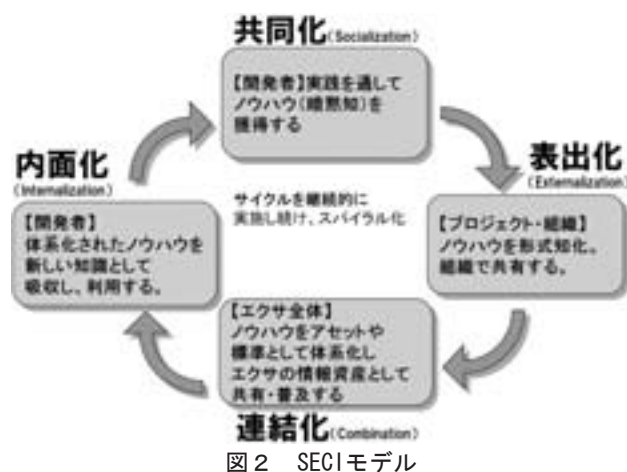 共同化(Socialization)
【開発者】実践を通して
ノウハウ(暗黙知)を
獲得する
表出化
(Externalization)
【プロジェクト・組織】
ノウハウを形式知化。
組織で共有する。
内面化
(Internalization)
【開発者】
体系化されたノウハウを
新しい知識として
吸収し、利用する。
サイクルを継続的に
実施し続け、スパイラル化
【エクサ全体】
ノウハウをアセットや
標準として体系化し
エクサの情報資産として
共有・普及する
連結化(Combination)
図2 SECIモデル